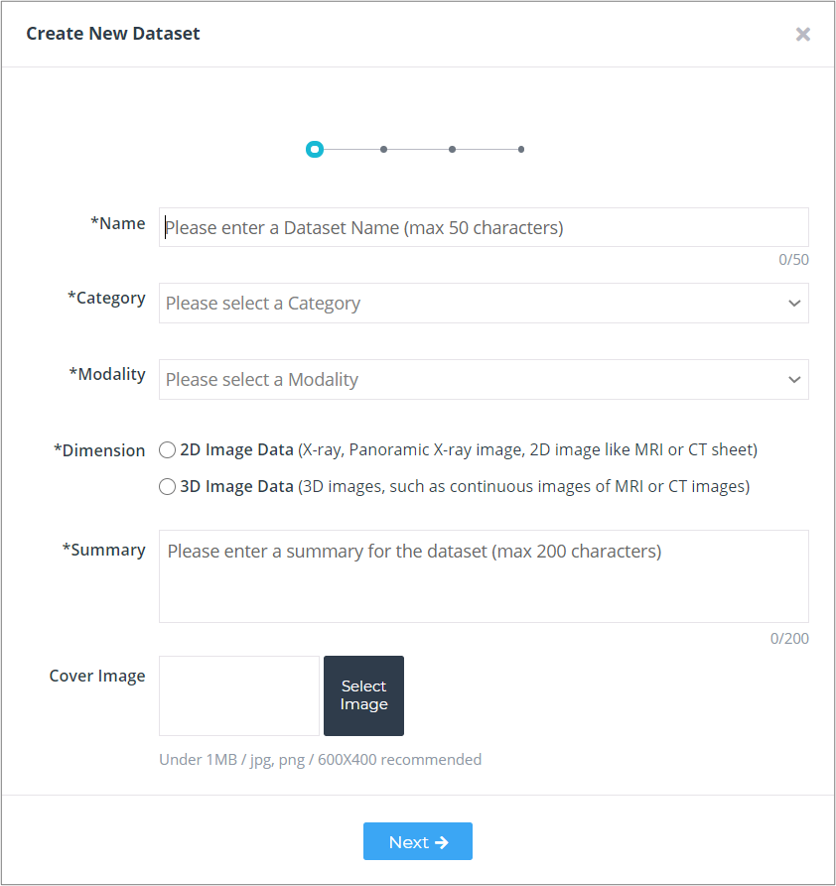 Create New Dataset
*Name
Please enter a Dataset Name (max 50 characters)
0/50
*Category
Please select a Category
*Modality
Please select a Modality
*Dimension
2D Image Data (X-ray, Panoramic X-ray image, 2D image like MRI or CT sheet)
3D Image Data (3D images, such as continuous images of MRI or CT images)
*Summary
Please enter a summary for the dataset (max 200 characters)
0/200
Cover Image
Select
Image
Under 1MB / jpg, png / 600X400 recommended
Next